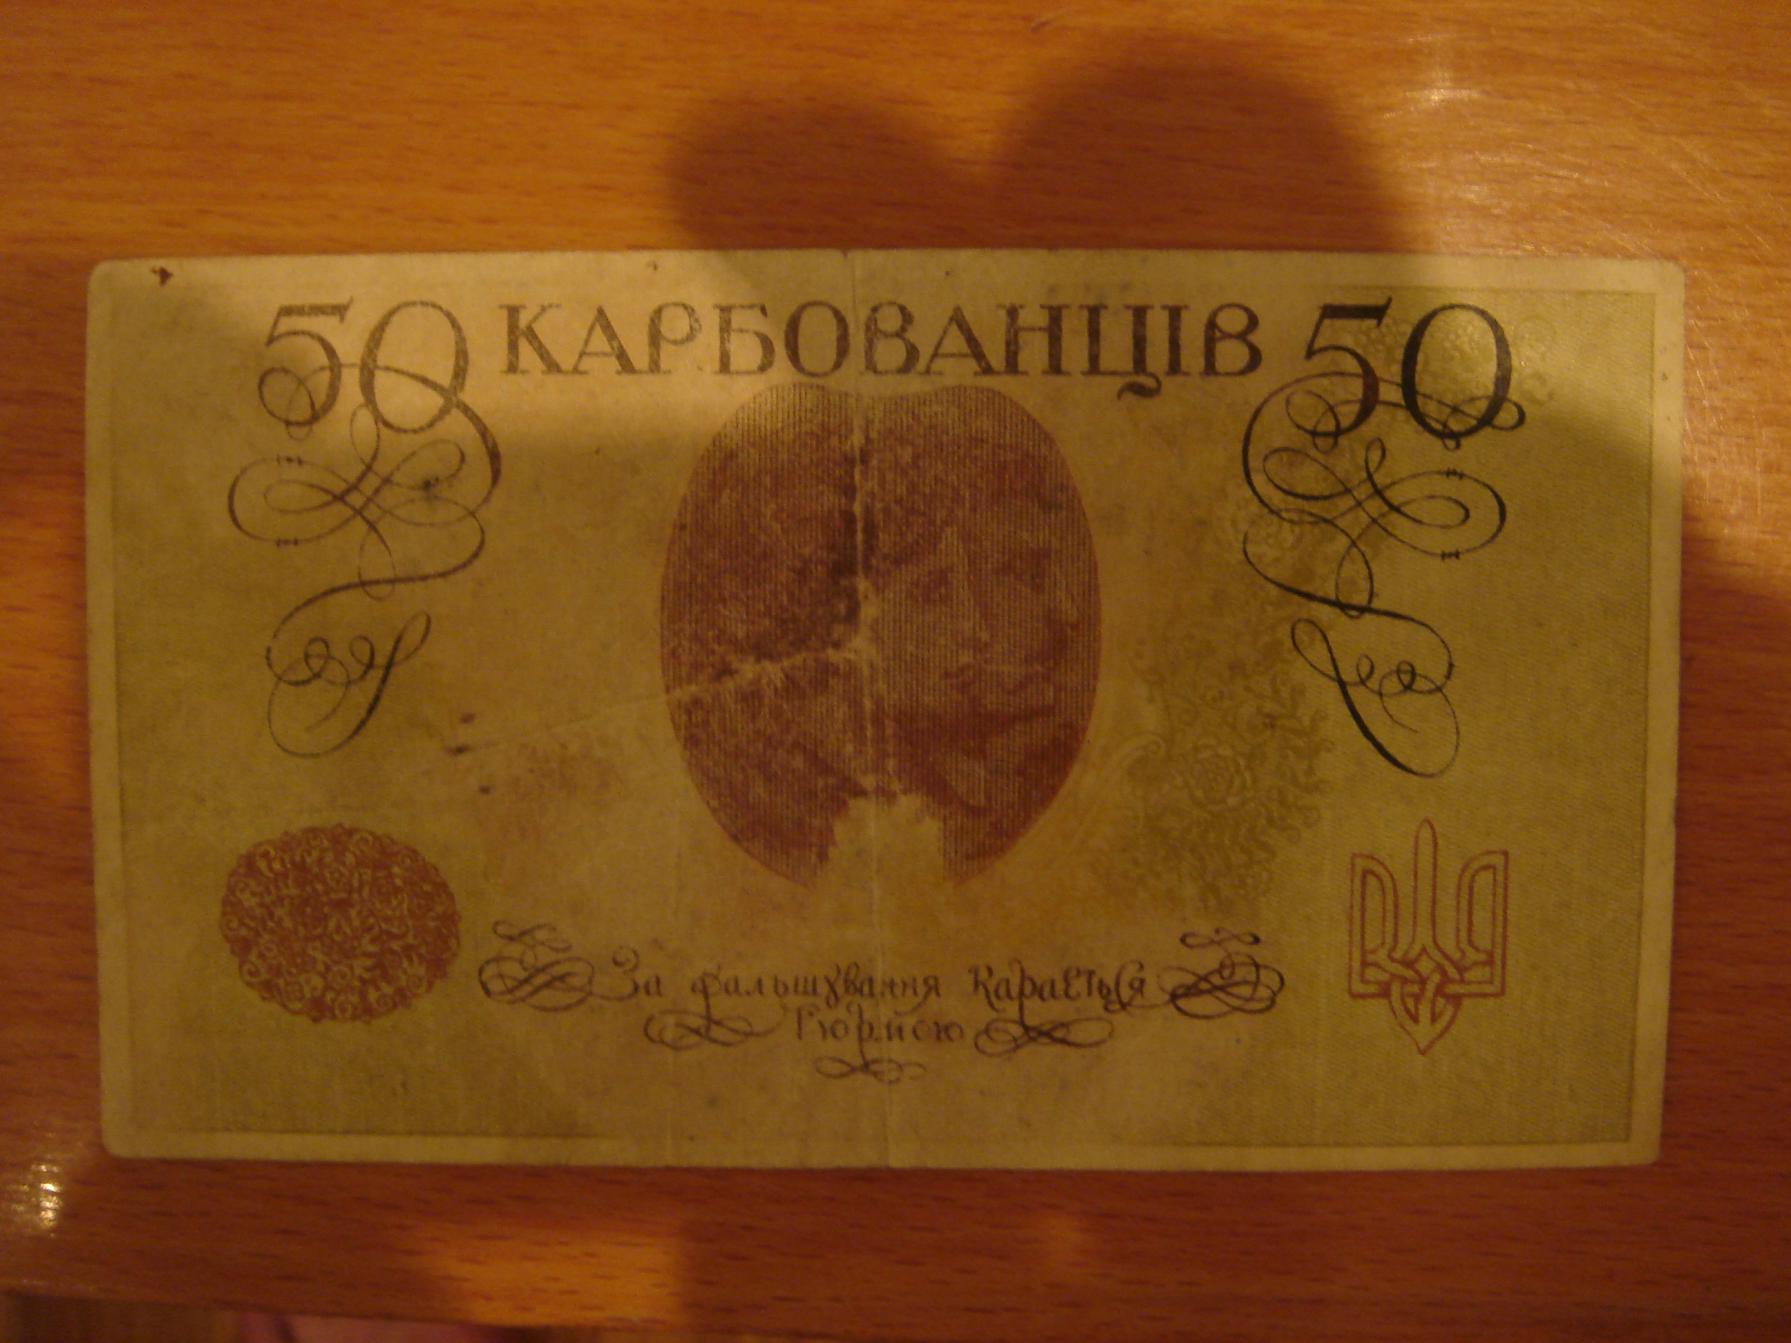 50 КАРБОВАНЦІВ 50
За фальшування Карається
Тюрмою